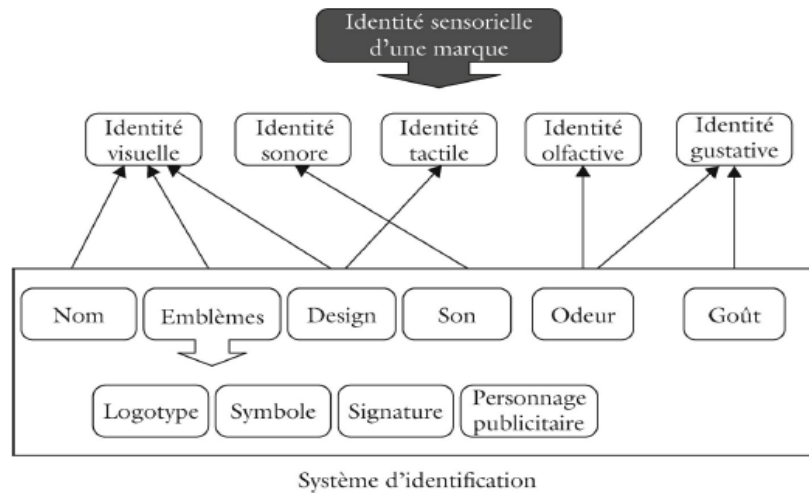 Identité sensorielle
d'une marque
Identité
visuelle
Identité
sonore
Identité
tactile
Identité
olfactive
Identité
gustative
Nom
Emblèmes
Design
Son
Odeur
Goût
Logotype
Symbole
Signature
Personnage
publicitaire
Système d'identification